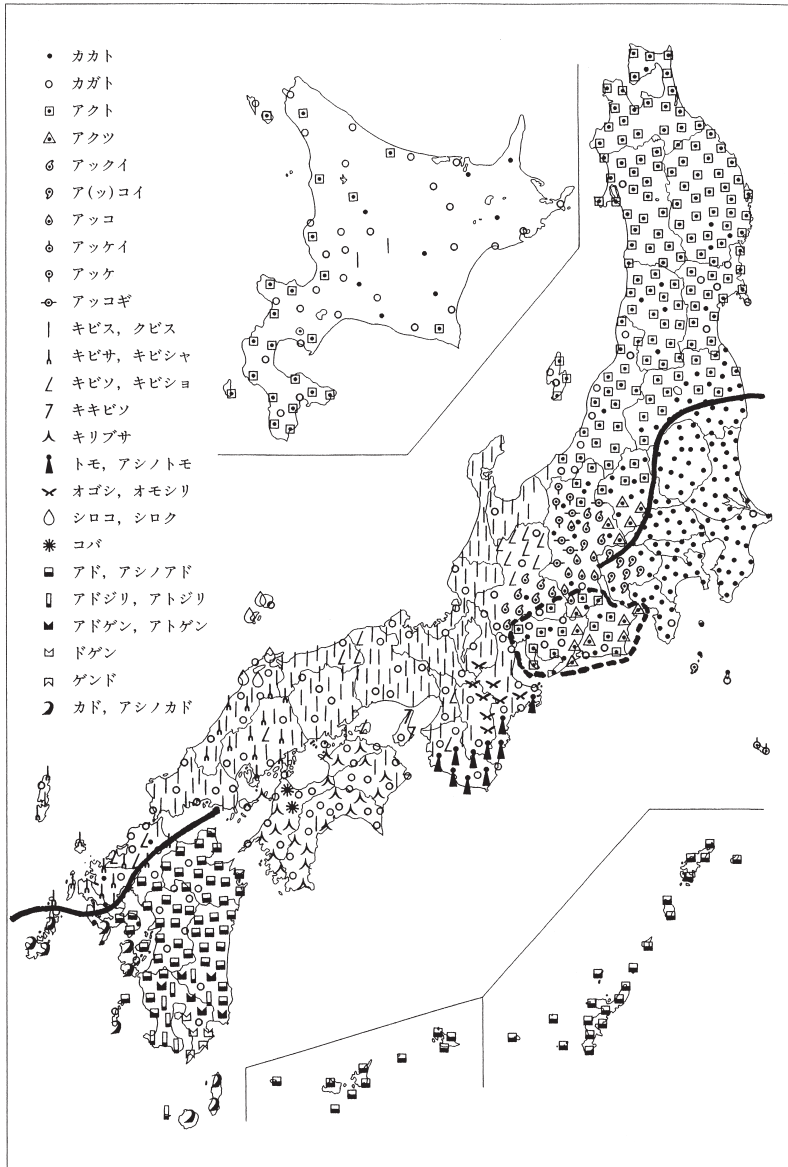 カカト
カガト
アクト
アクツ
アックイ
ア(ッ)コイ
アッコ
アッケイ
アッケ
アッコギ
キビス，クビス
キビサ，キビシャ
キビソ，キビショ
キキビソ
キリブサ
トモ，アシノトモ
オゴシ，オモシリ
シロコ，シロク
コバ
アド，アシノアド
アドジリ，アトジリ
アドゲン，アトゲン
ドゲン
ゲンド
カド，アシノカド